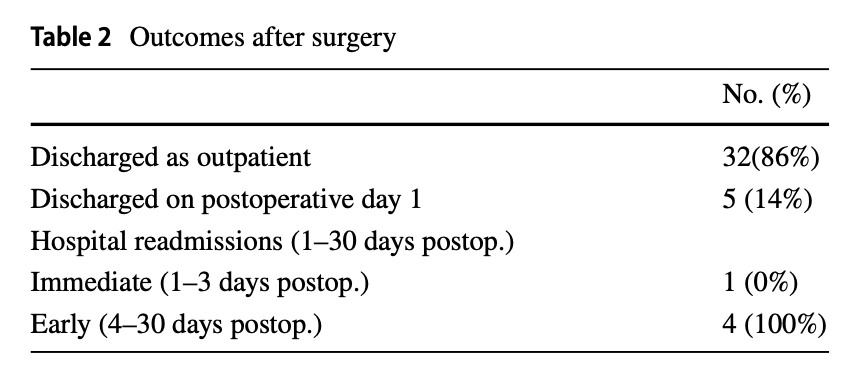 Table 2 Outcomes after surgery
No. (%)
Discharged as outpatient 32(86%)
Discharged on postoperative day 1 5 (14%)
Hospital readmissions (1–30 days postop.)
Immediate (1–3 days postop.) 1 (0%)
Early (4–30 days postop.) 4 (100%)